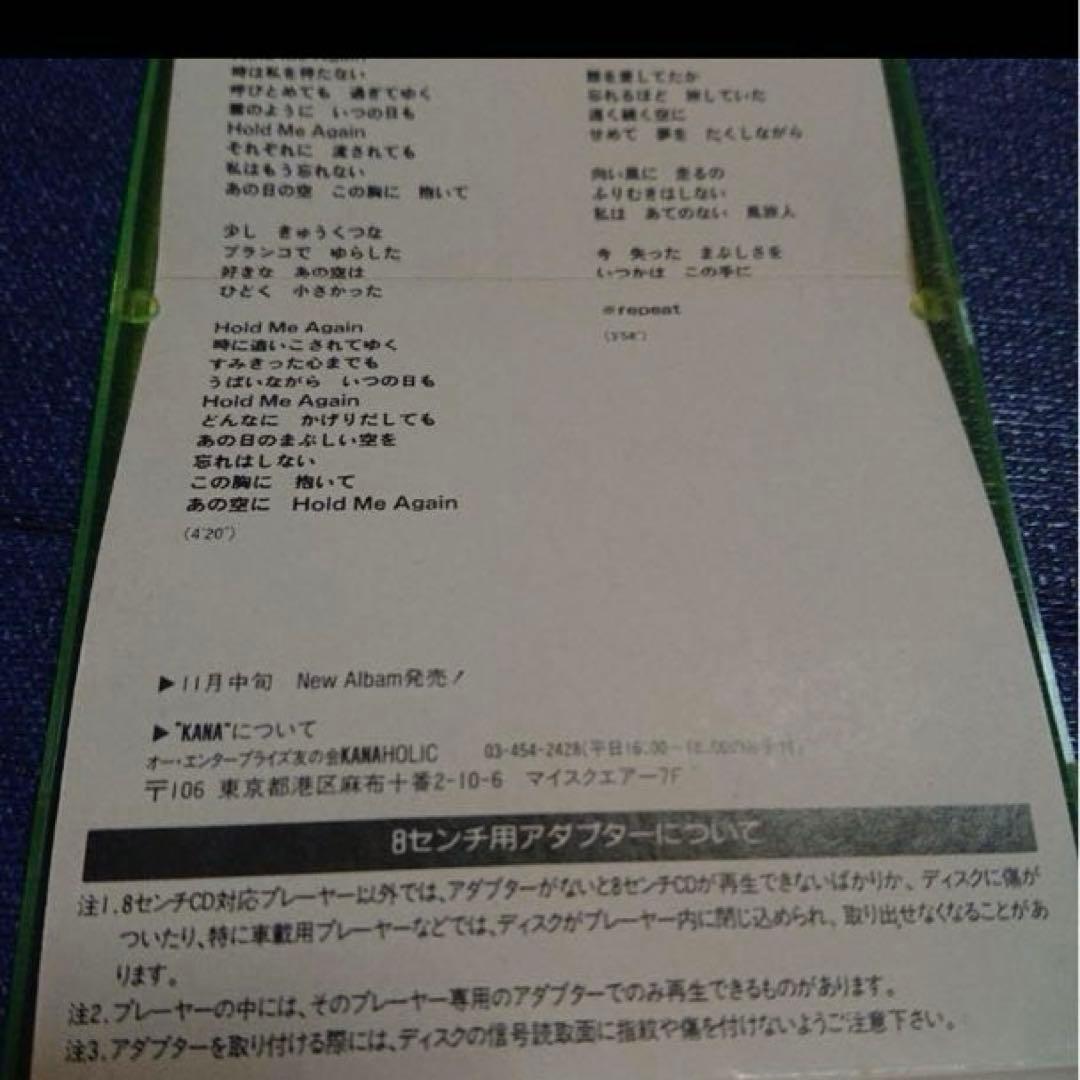 Hold Me Again
時は私を待たない
呼びとめても 過ぎてゆく
霧のように いつの日も
Hold Me Again
それぞれに 流されても
私はもう忘れない
あの日の空 この胸に 抱いて
少し きゅうくつな
ブランコで ゆらした
好きな あの空は
ひどく 小さかった
Hold Me Again
時に追いこされてゆく
すみきった心までも
うばいながら いつの日も
Hold Me Again
どんなに かげりだしても
あの日のまぶしい空を
忘れはしない
この胸に 抱いて
あの空に Hold Me Again
(4'20")
誰を愛してたか
忘れるほど 旅していた
遠く続く空に
せめて 夢を たくしながら
向い風に 走るの
ふりむきはしない
私は あてのない 風旅人
今 失った まぶしさを
いつかは この手に
※repeat
(3'58")
▶11月中旬 New Albam発売!
▶"KANA"について
オー・エンタープライズ友の会KANAHOLIC 03-454-2428(平日16:00〜
〒106 東京都港区麻布十番2-10-6 マイスクエアー7F
8センチ用アダプターについて
注1.8センチCD対応プレーヤー以外では、アダプターがないと8センチCDが再生できないばかりか、ディスクに傷が
ついたり、特に車載用プレーヤーなどでは、ディスクがプレーヤー内に閉じ込められ、取り出せなくなることがあ
ります。
注2.プレーヤーの中には、そのプレーヤー専用のアダプターでのみ再生できるものがあります。
注3.アダプターを取り付ける際には、ディスクの信号読取面に指紋や傷を付けないようご注意下さい。